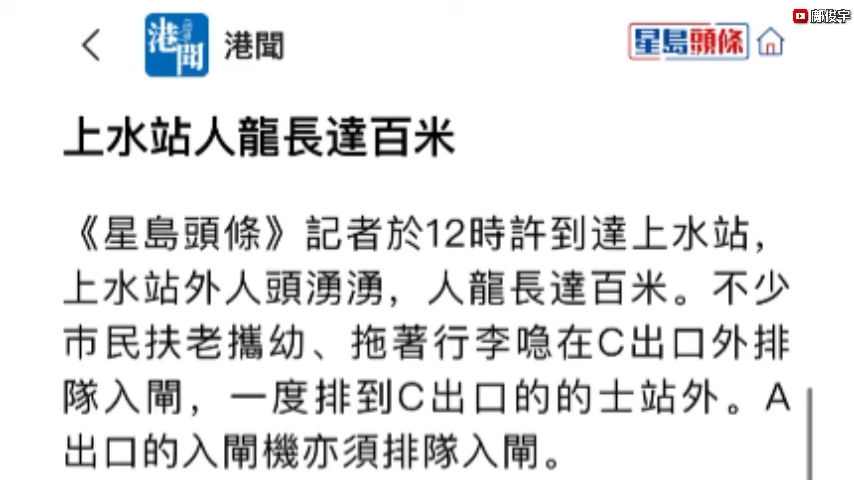 鄺俊宇
港聞
港聞
星島頭條
上水站人龍長達百米
《星島頭條》記者於12時許到達上水站，
上水站外人頭湧湧，人龍長達百米。不少
市民扶老攜幼、拖著行李喼在C出口外排
隊入閘，一度排到C出口的的士站外。A
出口的入閘機亦須排隊入閘。